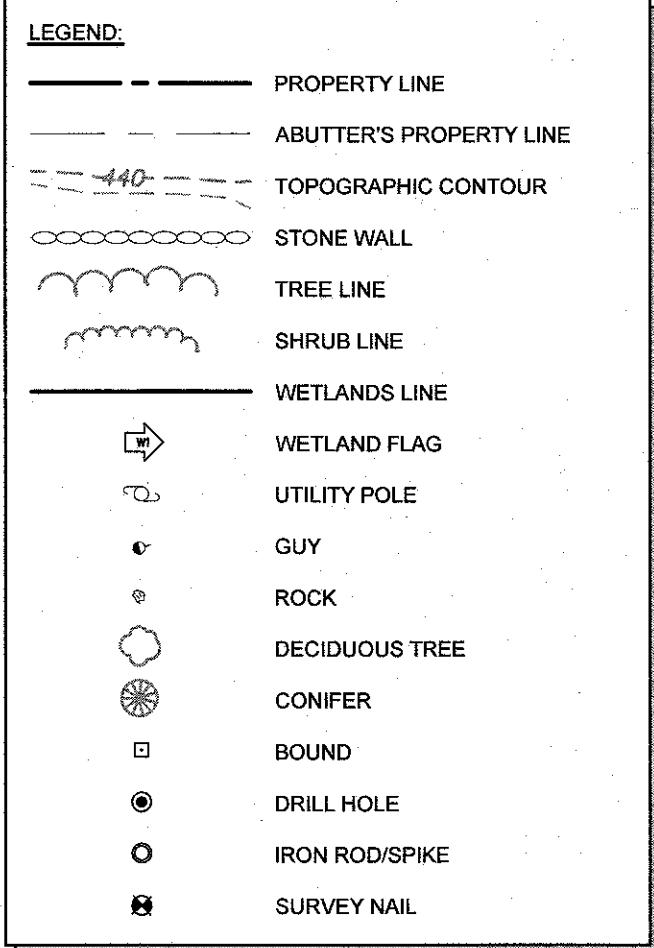 LEGEND:
PROPERTY LINE
ABUTTER'S PROPERTY LINE
440 TOPOGRAPHIC CONTOUR
STONE WALL
TREE LINE
SHRUB LINE
WETLANDS LINE
W1 WETLAND FLAG
UTILITY POLE
GUY
ROCK
DECIDUOUS TREE
CONIFER
BOUND
DRILL HOLE
IRON ROD/SPIKE
SURVEY NAIL